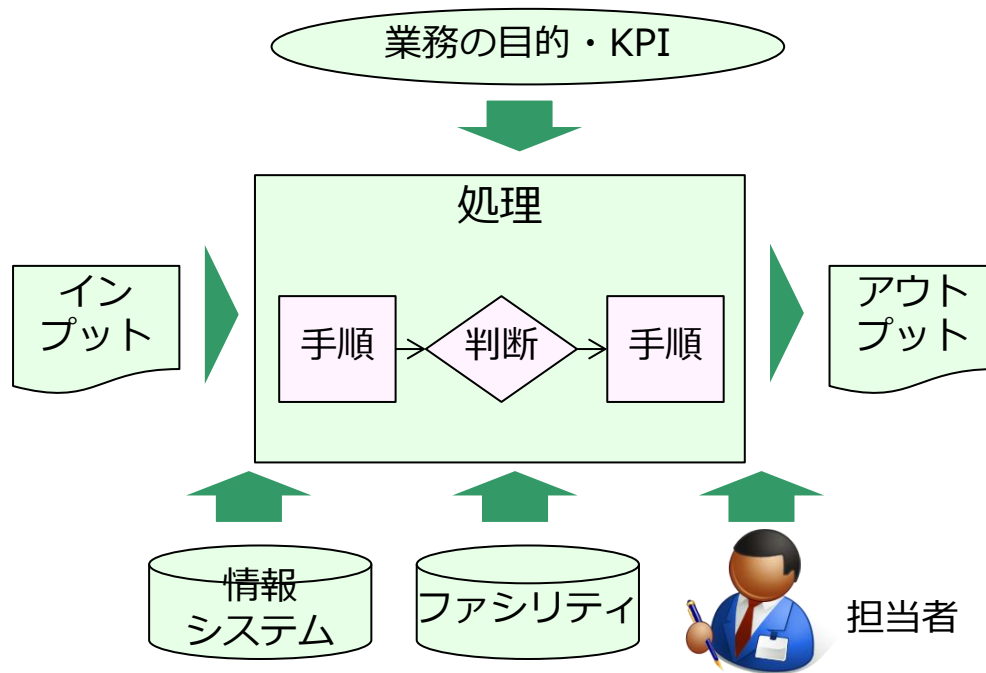 業務の目的・KPI
処理
イン
プット
手順
判断
手順
アウト
プット
情報
システム
ファシリティ
担当者